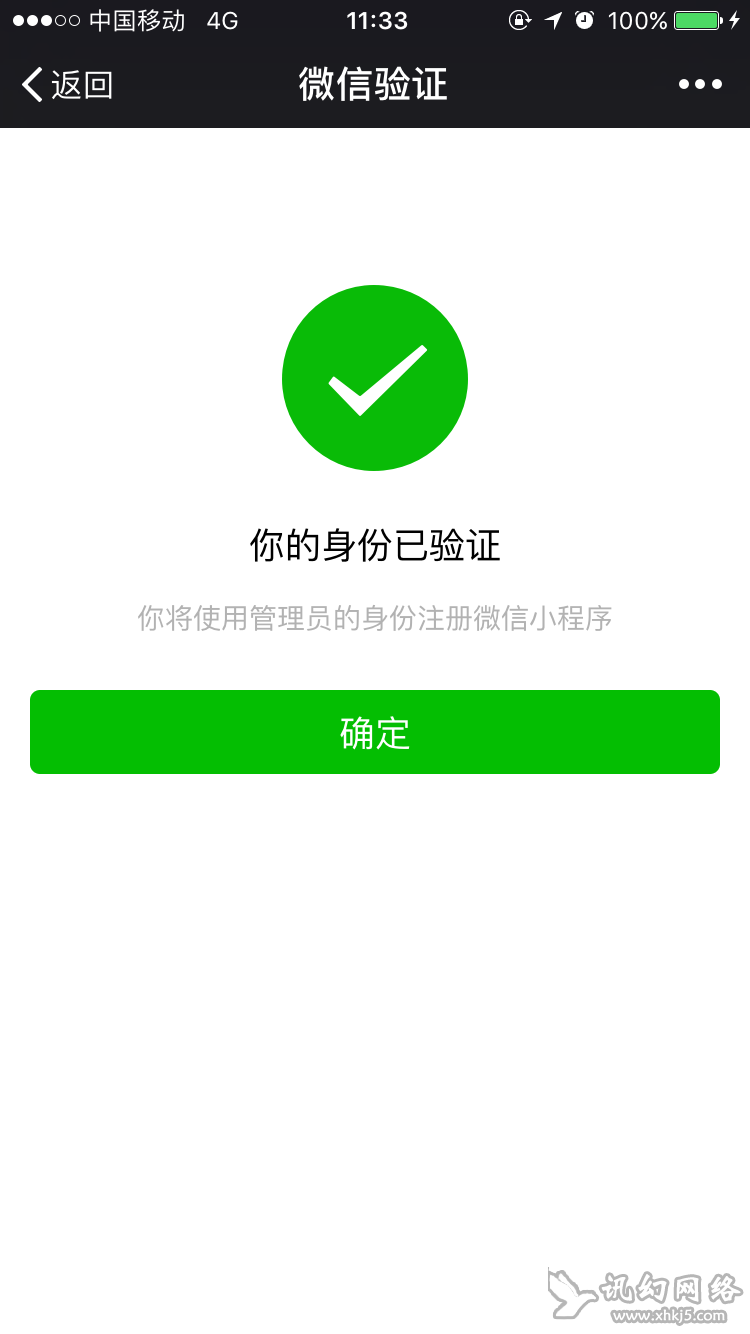 中国移动 4G 11:33 100%
返回 微信验证
你的身份已验证
你将使用管理员的身份注册微信小程序
确定
讯幻网络
www.xhkj5.com